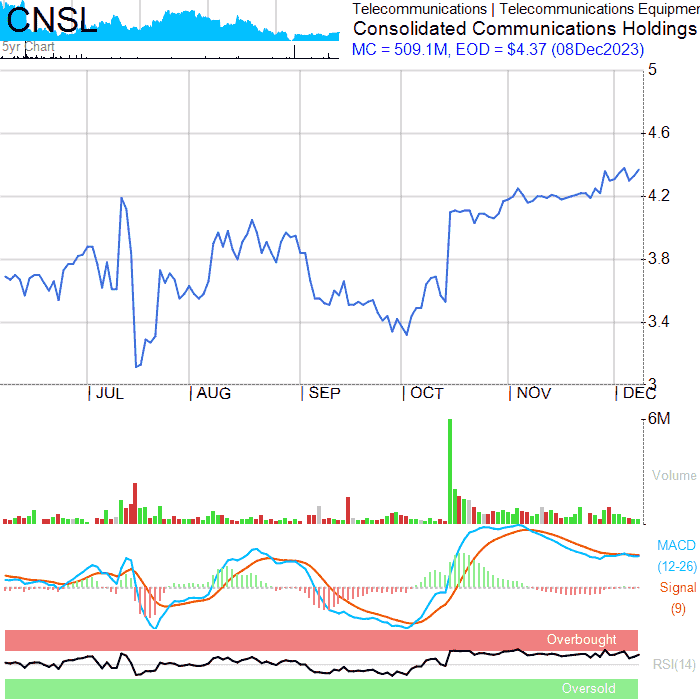 CNSL
5yr Chart
Telecommunications | Telecommunications Equipmer
Consolidated Communications Holdings
MC = 509.1M, EOD = $4.37 (08Dec2023)
5
4.6
4.2
3.8
3.4
3
JUL AUG SEP OCT NOV DEC
6M
Volume
MACD
(12-26)
Signal
(9)
Overbought
RSI(14)
Oversold